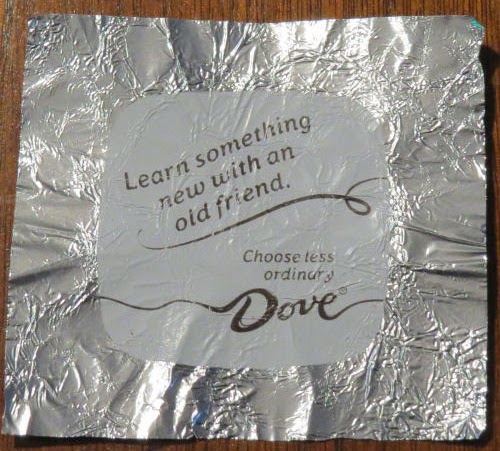 Learn something
new with an
old friend.
Choose less
ordinary
Dove®